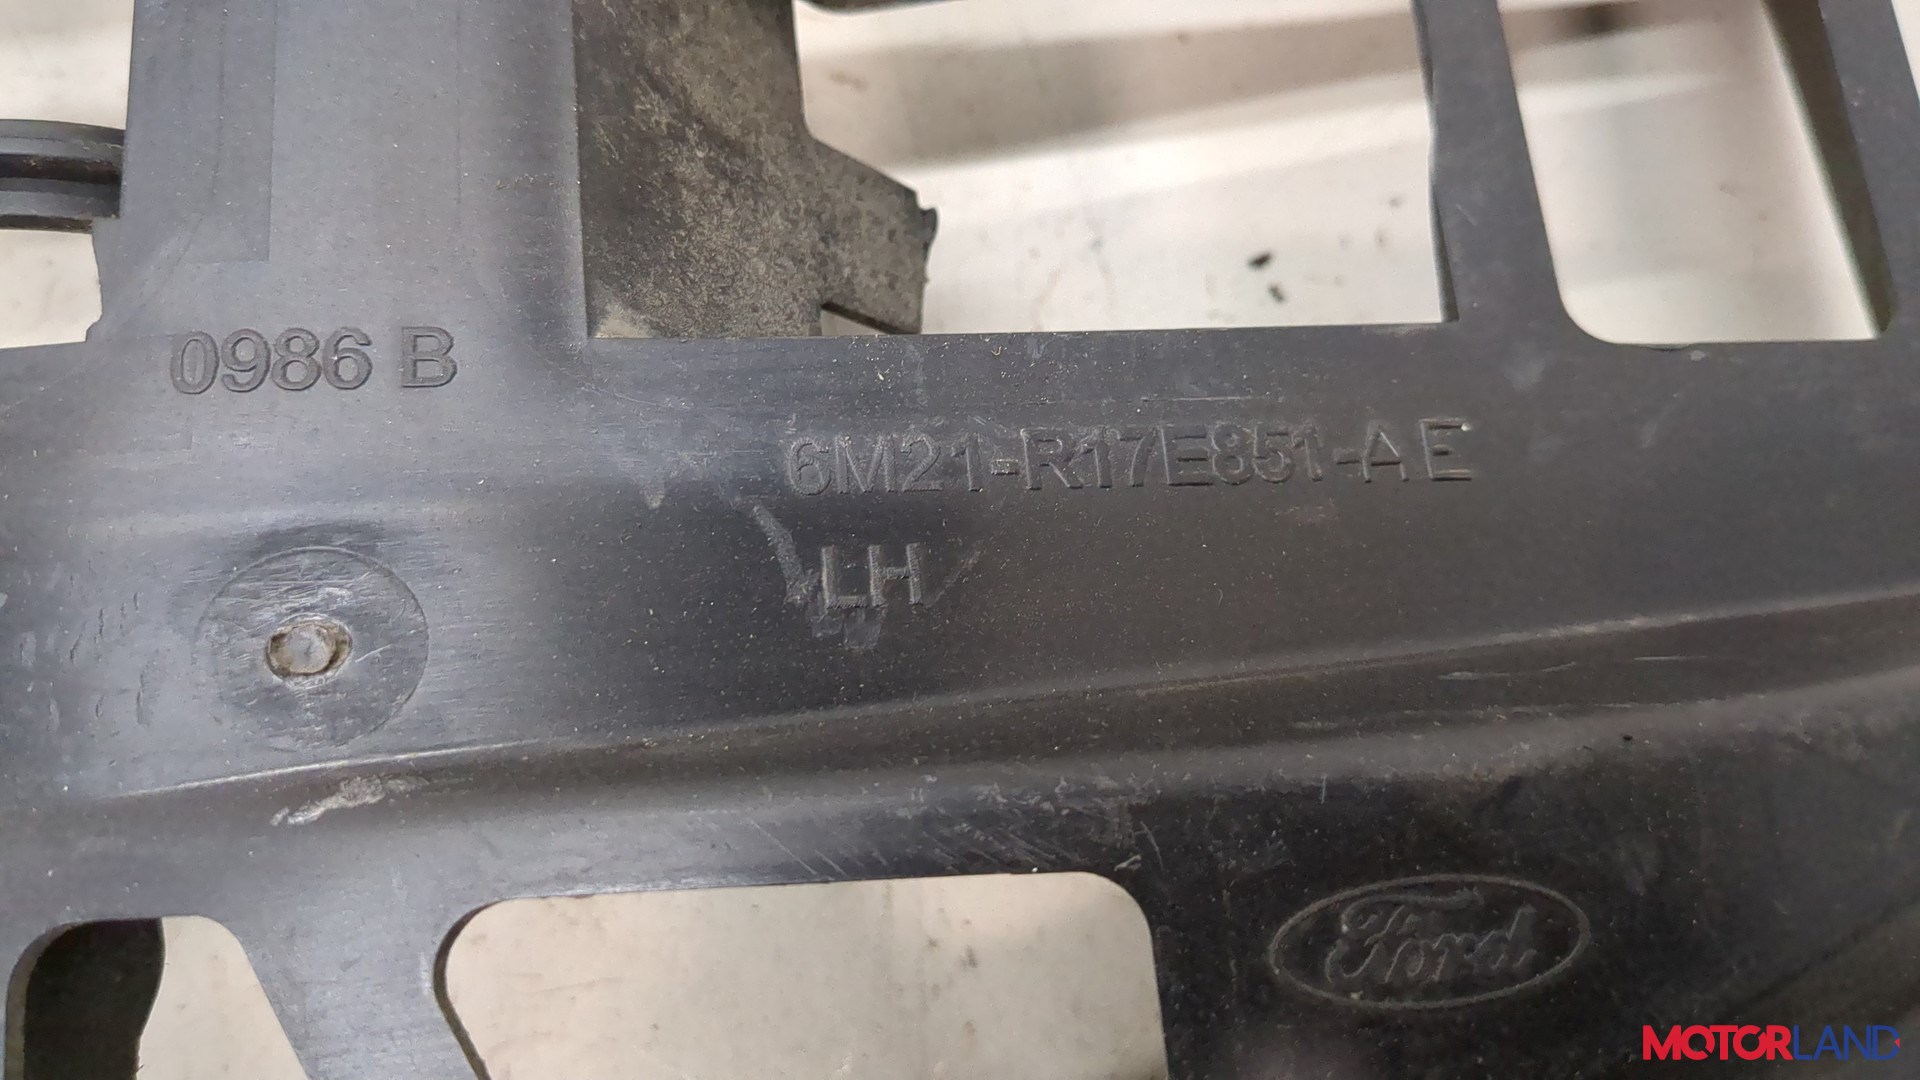 0986 B
6M21-R17E851-AE
LH
Ford
MOTORLAND